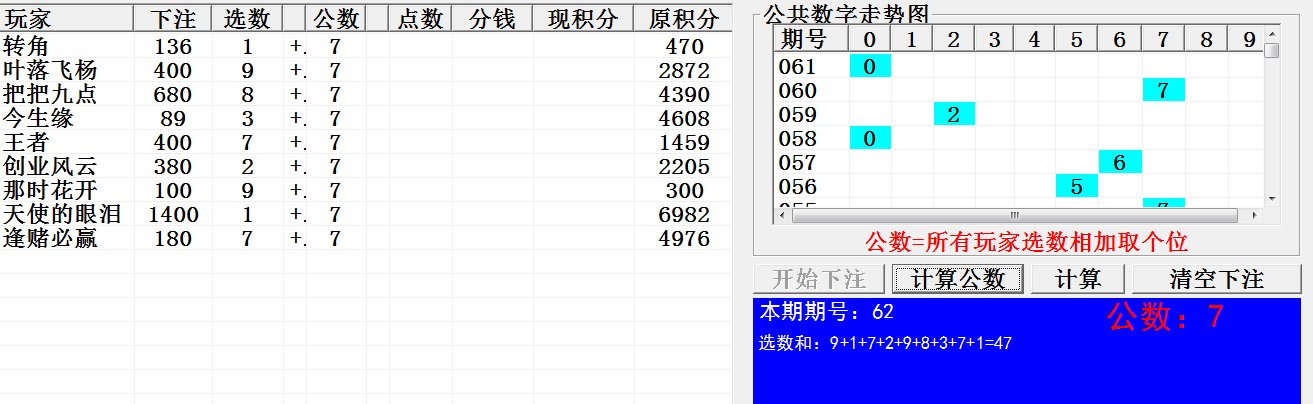 玩家 下注 选数 公数 点数 分钱 现积分 原积分
转角 136 1 +. 7 470
叶落飞杨 400 9 +. 7 2872
把把九点 680 8 +. 7 4390
今生缘 89 3 +. 7 4608
王者 400 7 +. 7 1459
创业风云 380 2 +. 7 2205
那时花开 100 9 +. 7 300
天使的眼泪 1400 1 +. 7 6982
逢赌必赢 180 7 +. 7 4976
公共数字走势图
期号 0 1 2 3 4 5 6 7 8 9
061 0
060 7
059 2
058 0
057 6
056 5
055 7
公数=所有玩家选数相加取个位
开始下注 计算公数 计算 清空下注
本期期号：62 公数：7
选数和：9+1+7+2+9+8+3+7+1=47